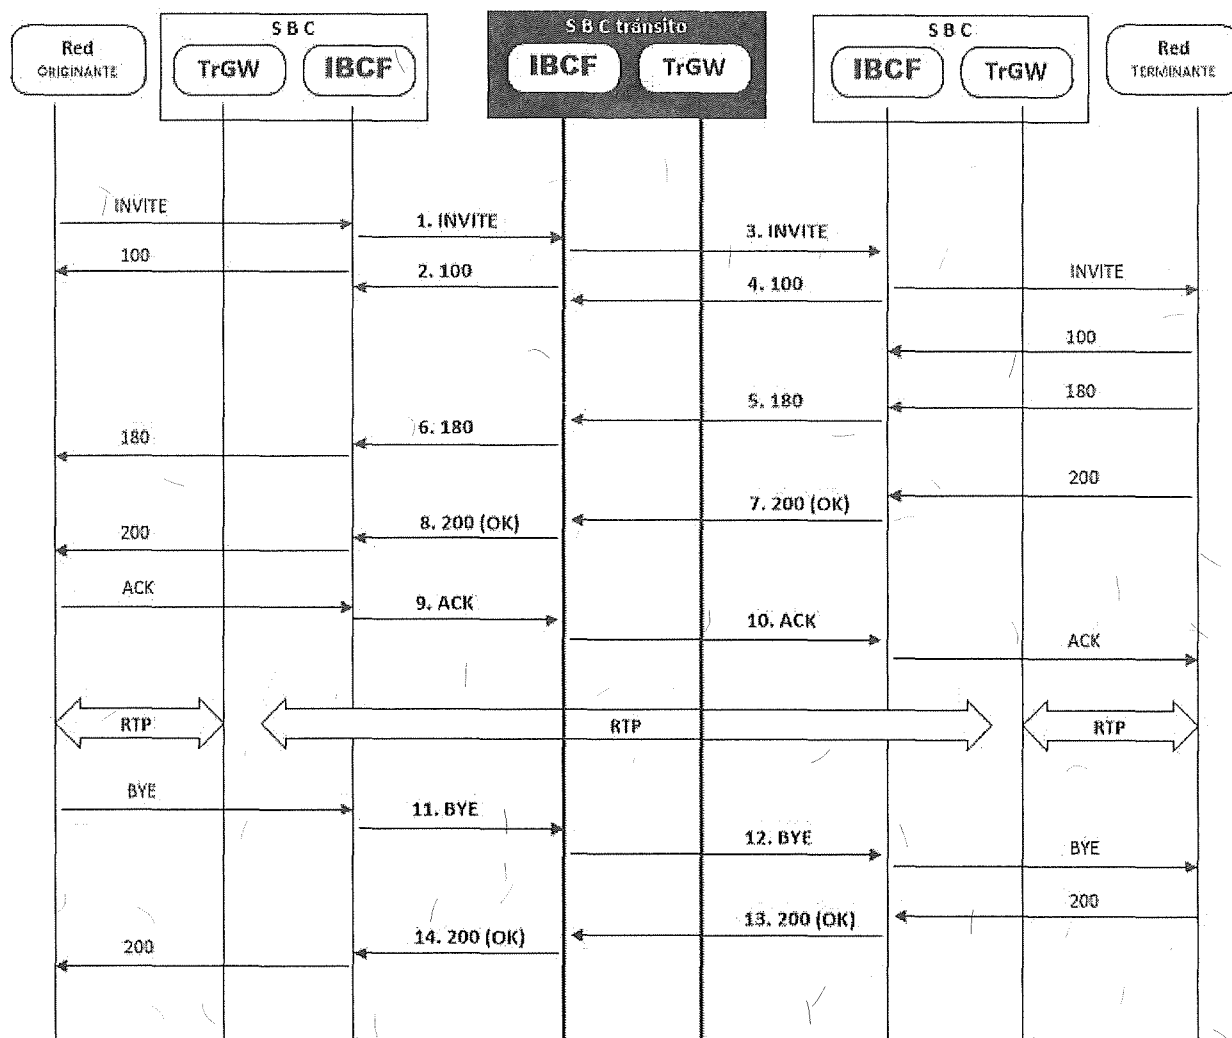 Red
ORIGINANTE
S B C
TrGW
IBCF
S B C tránsito
IBCF
TrGW
S B C
IBCF
TrGW
Red
TERMINANTE
INVITE
1. INVITE
3. INVITE
100
2. 100
4. 100
INVITE
100
180
5. 180
6. 180
180
200
7. 200 (OK)
8. 200 (OK)
200
ACK
9. ACK
10. ACK
ACK
RTP
RTP
RTP
BYE
11. BYE
12. BYE
BYE
200
13. 200 (OK)
14. 200 (OK)
200